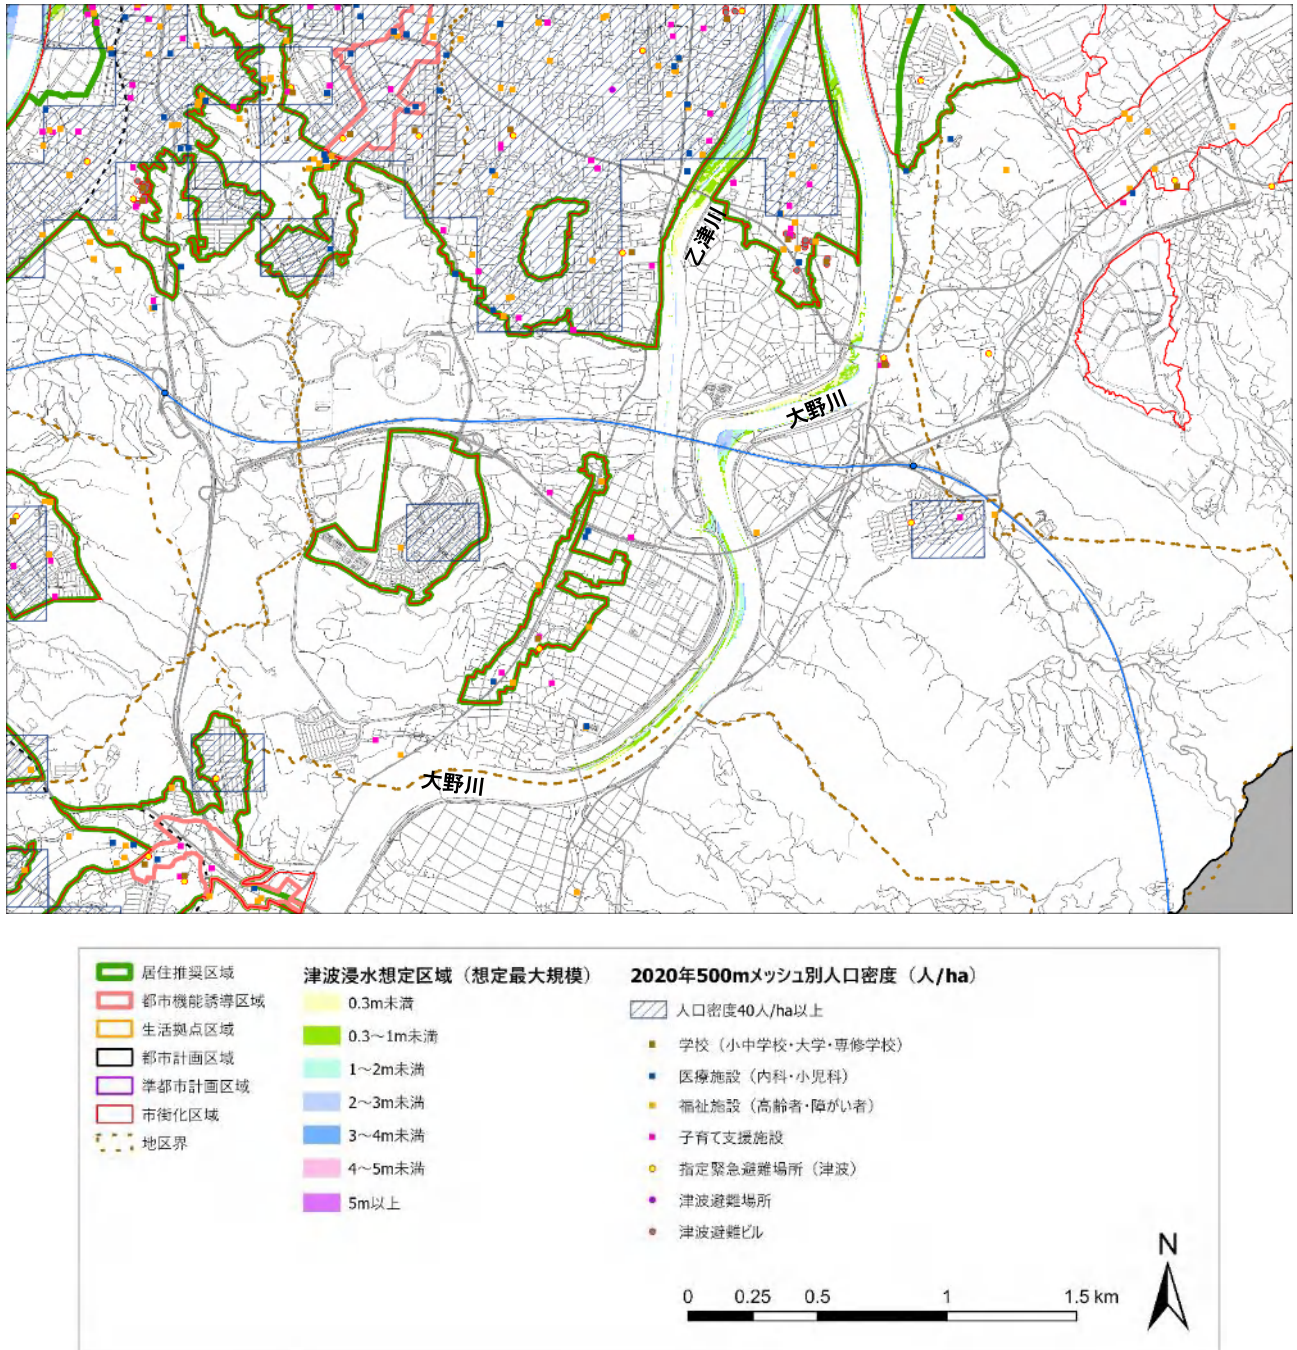 乙津川
大野川
大野川
居住推奨区域
都市機能誘導区域
生活拠点区域
都市計画区域
準都市計画区域
市街化区域
地区界
津波浸水想定区域（想定最大規模）
0.3m未満
0.3～1m未満
1～2m未満
2～3m未満
3～4m未満
4～5m未満
5m以上
2020年500mメッシュ別人口密度（人/ha）
人口密度40人/ha以上
学校（小中学校・大学・専修学校）
医療施設（内科・小児科）
福祉施設（高齢者・障がい者）
子育て支援施設
指定緊急避難場所（津波）
津波避難場所
津波避難ビル
N
0 0.25 0.5 1 1.5 km